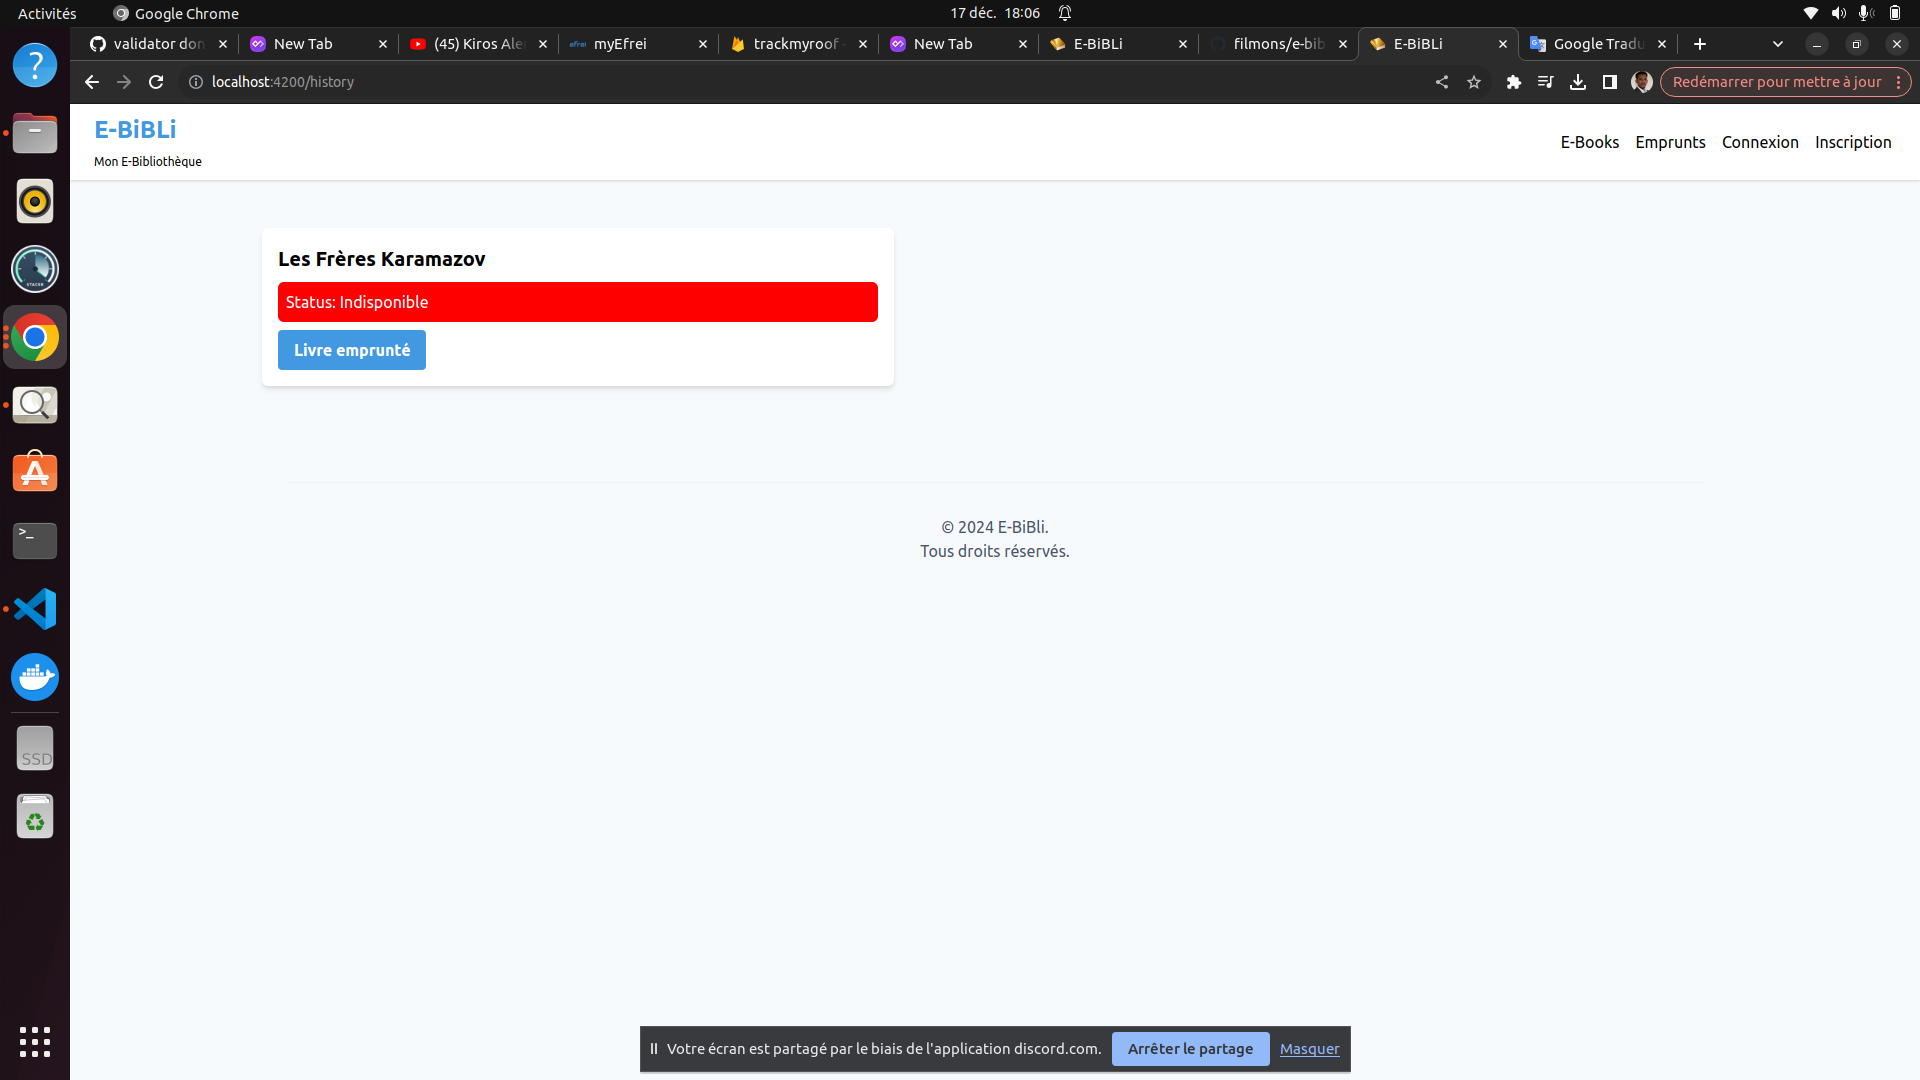 Activités
Google Chrome
17 déc. 18:06
validator don
New Tab
(45) Kiros Ale
efrei
myEfrei
trackmyroof -
New Tab
E-BiBLi
filmons/e-bib
E-BiBLi
Google Tradu
localhost:4200/history
Redémarrer pour mettre à jour
E-BiBLi
Mon E-Bibliothèque
E-Books
Emprunts
Connexion
Inscription
Les Frères Karamazov
Status: Indisponible
Livre emprunté
© 2024 E-BiBli.
Tous droits réservés.
STACER
SSD
Votre écran est partagé par le biais de l'application discord.com.
Arrêter le partage
Masquer